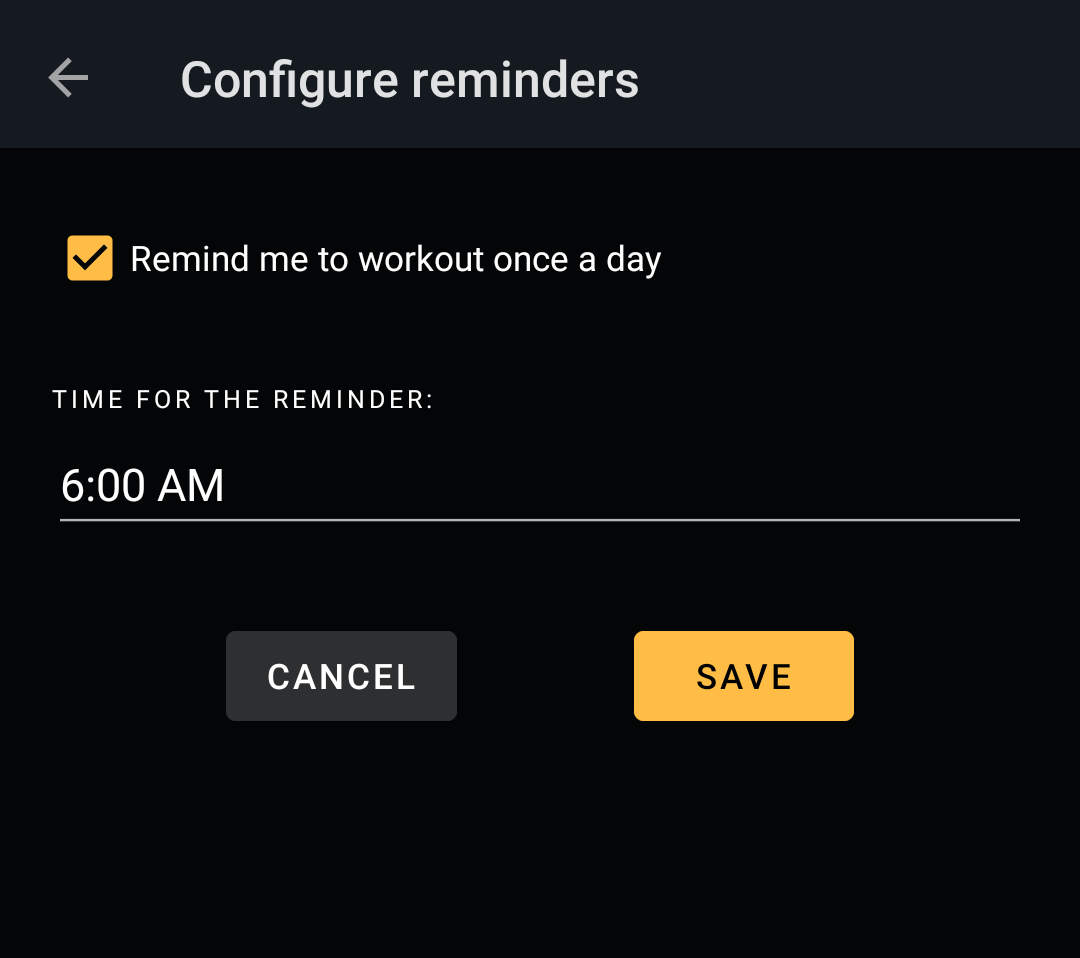 Configure reminders
Remind me to workout once a day
TIME FOR THE REMINDER:
6:00 AM
CANCEL
SAVE